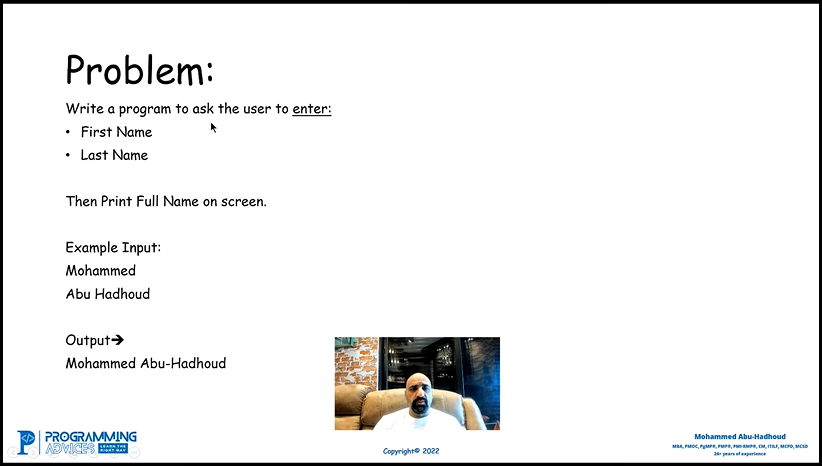 Problem:
Write a program to ask the user to enter:
• First Name
• Last Name
Then Print Full Name on screen.
Example Input:
Mohammed
Abu Hadhoud
Output➔
Mohammed Abu-Hadhoud
PROGRAMMING
ADVICES LEARN THE RIGHT WAY
Copyright© 2022
Mohammed Abu-Hadhoud
MBA, PMOC, PgMP®, PMP®, PMI-RMP®, CM, ITILF, MCPD, MCSD
26+ years of experience